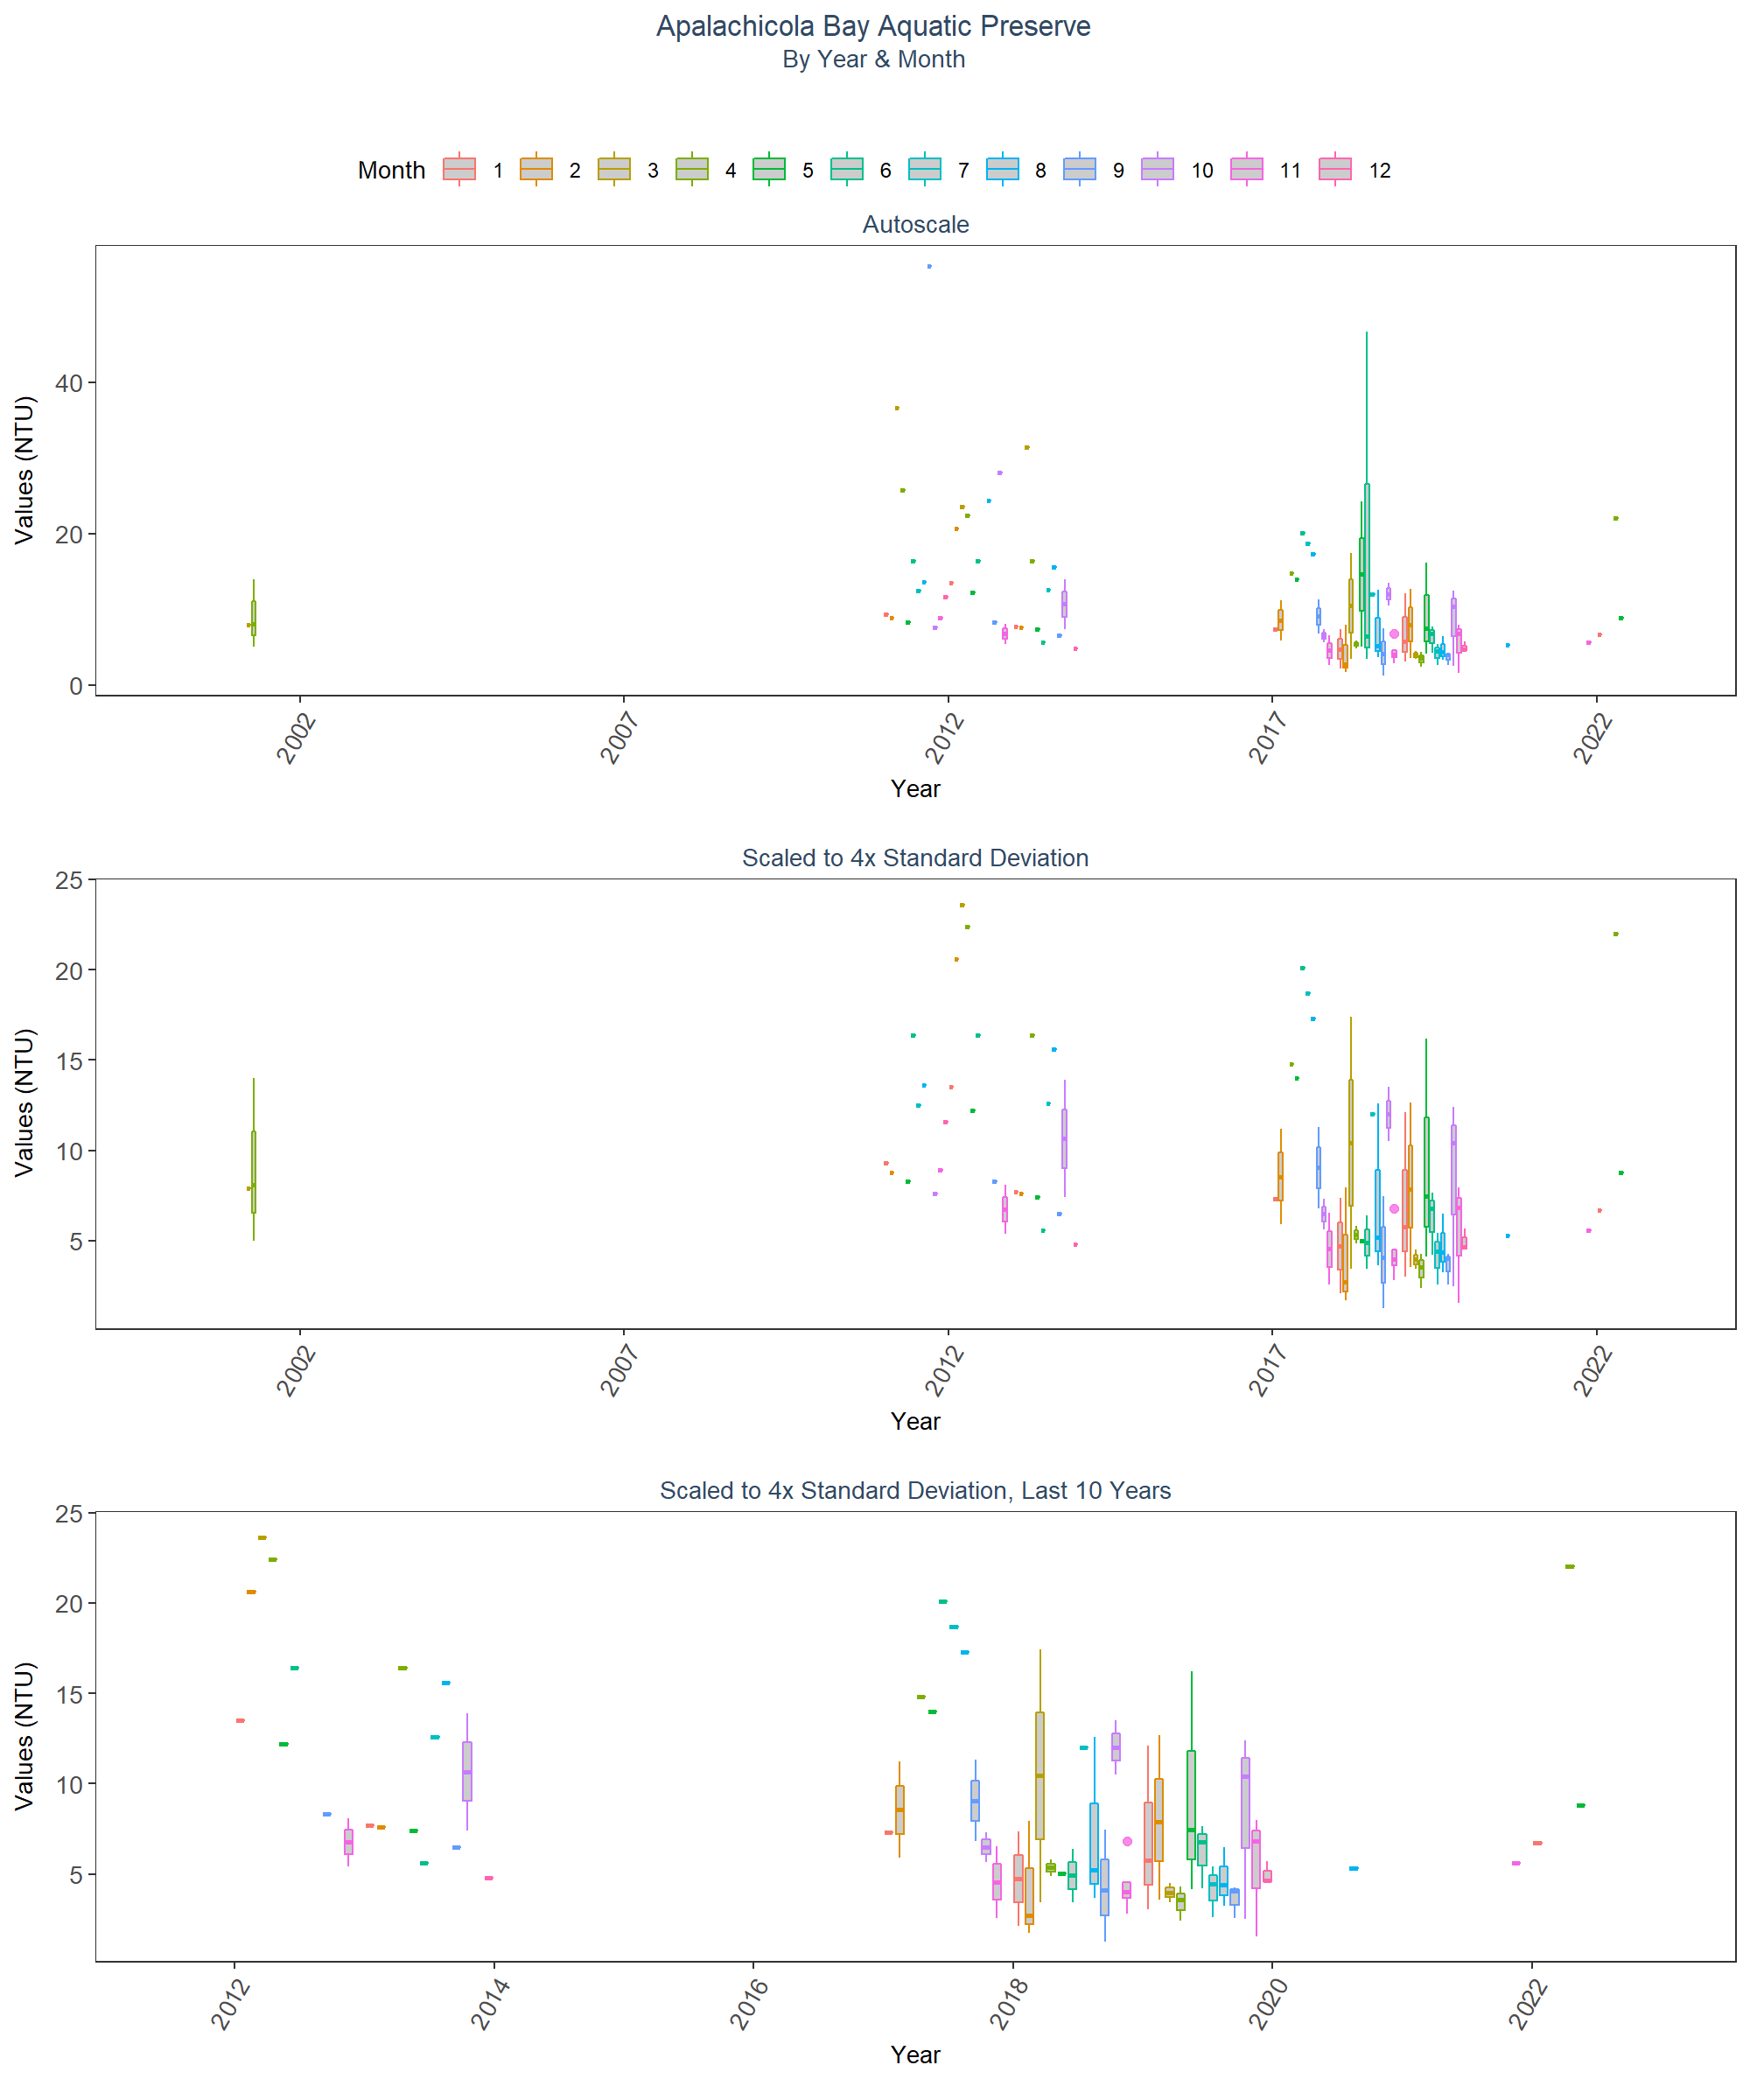 Apalachicola Bay Aquatic Preserve
By Year & Month
Month 1 2 3 4 5 6 7 8 9 10 11 12
Autoscale
Values (NTU)
40
20
0
2002 2007 2012 2017 2022
Year
Scaled to 4x Standard Deviation
Values (NTU)
25
20
15
10
5
2002 2007 2012 2017 2022
Year
Scaled to 4x Standard Deviation, Last 10 Years
Values (NTU)
25
20
15
10
5
2012 2014 2016 2018 2020 2022
Year